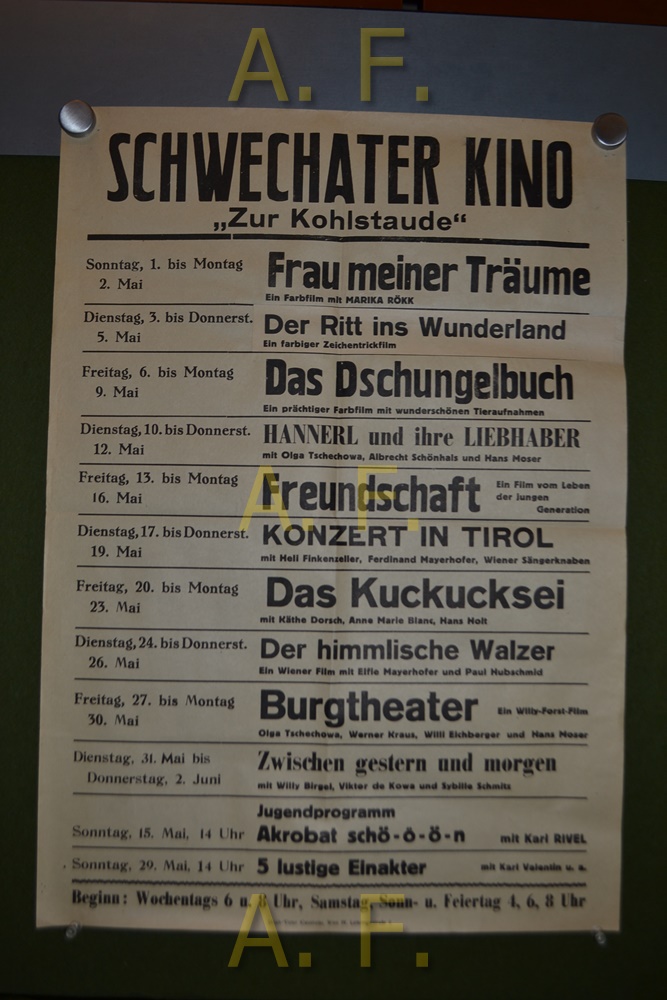 A. F.
SCHWECHATER KINO
„Zur Kohlstaude“
Sonntag, 1. bis Montag
2. Mai
Frau meiner Träume
Ein Farbfilm mit MARIKA RÖKK
Dienstag, 3. bis Donnerst.
5. Mai
Der Ritt ins Wunderland
Ein farbiger Zeichentrickfilm
Freitag, 6. bis Montag
9. Mai
Das Dschungelbuch
Ein prächtiger Farbfilm mit wunderschönen Tieraufnahmen
Dienstag, 10. bis Donnerst.
12. Mai
HANNERL und ihre LIEBHABER
mit Olga Tschechowa, Albrecht Schönhals und Hans Moser
Freitag, 13. bis Montag
16. Mai
Freundschaft
Ein Film vom Leben
der jungen
Generation
A. F.
Dienstag, 17. bis Donnerst.
19. Mai
KONZERT IN TIROL
mit Heli Finkenzeller, Ferdinand Mayerhofer, Wiener Sängerknaben
Freitag, 20. bis Montag
23. Mai
Das Kuckucksei
mit Käthe Dorsch, Anne Marie Blanc, Hans Holt
Dienstag, 24. bis Donnerst.
26. Mai
Der himmlische Walzer
Ein Wiener Film mit Elfie Mayerhofer und Paul Hubschmid
Freitag, 27. bis Montag
30. Mai
Burgtheater
Ein Willy-Forst-Film
Olga Tschechowa, Werner Kraus, Willi Eichberger und Hans Moser
Dienstag, 31. Mai bis
Donnerstag, 2. Juni
Zwischen gestern und morgen
mit Willy Birgel, Viktor de Kowa und Sybille Schmitz
Jugendprogramm
Sonntag, 15. Mai, 14 Uhr
Akrobat schö-ö-ö-n
mit Karl RIVEL
Sonntag, 29. Mai, 14 Uhr
5 lustige Einakter
mit Karl Valentin u. a.
Beginn: Wochentags 6 u. 8 Uhr, Samstag, Sonn- u. Feiertag 4, 6, 8 Uhr
A. F.